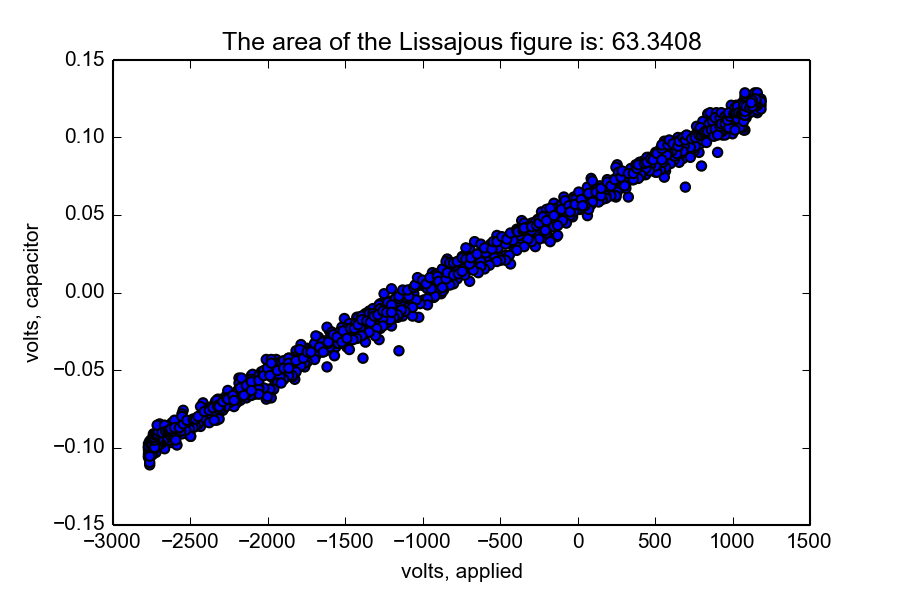 The area of the Lissajous figure is: 63.3408
0.15
0.10
0.05
0.00
−0.05
−0.10
−0.15
−3000 −2500 −2000 −1500 −1000 −500 0 500 1000 1500
volts, capacitor
volts, applied